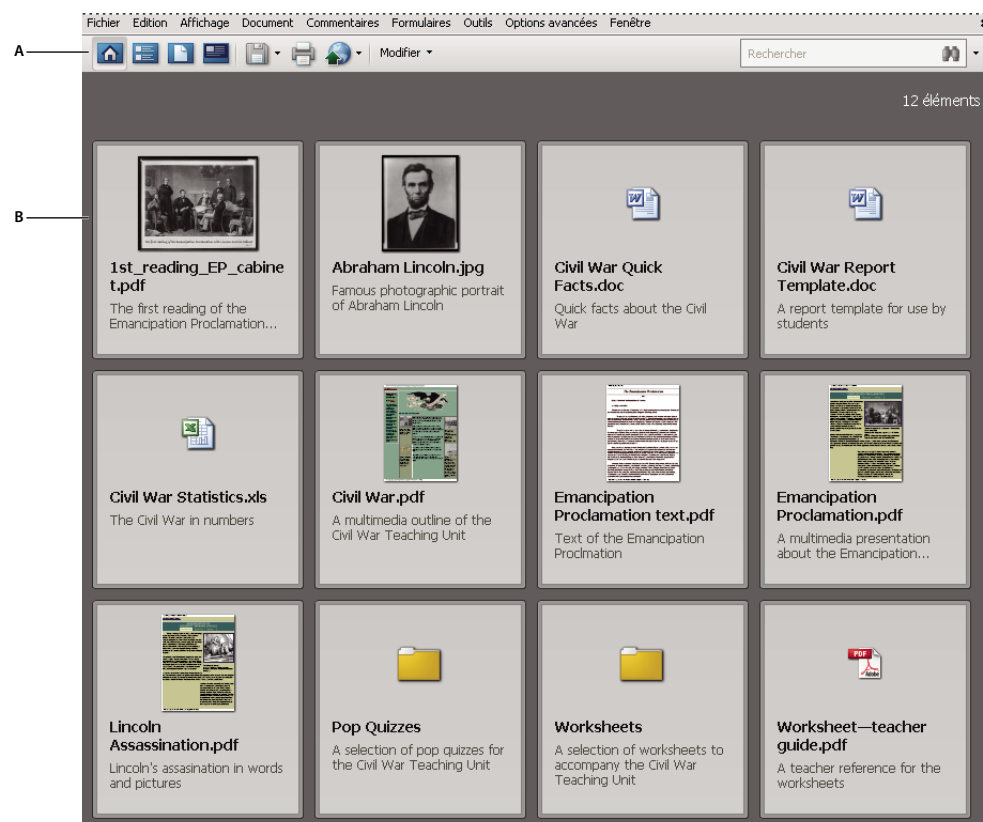 Fichier Edition Affichage Document Commentaires Formulaires Outils Options avancées Fenêtre
A
Modifier
Rechercher
12 éléments
B
1st_reading_EP_cabine
t.pdf
The first reading of the
Emancipation Proclamation...
Abraham Lincoln.jpg
Famous photographic portrait
of Abraham Lincoln
Civil War Quick
Facts.doc
Quick facts about the Civil
War
Civil War Report
Template.doc
A report template for use by
students
Civil War Statistics.xls
The Civil War in numbers
Civil War.pdf
A multimedia outline of the
Civil War Teaching Unit
Emancipation
Proclamation text.pdf
Text of the Emancipation
Proclmation
Emancipation
Proclamation.pdf
A multimedia presentation
about the Emancipation...
Lincoln
Assassination.pdf
Lincoln's assasination in words
and pictures
Pop Quizzes
A selection of pop quizzes for
the Civil War Teaching Unit
Worksheets
A selection of worksheets to
accompany the Civil War
Teaching Unit
PDF
Adobe
Worksheet—teacher
guide.pdf
A teacher reference for the
worksheets